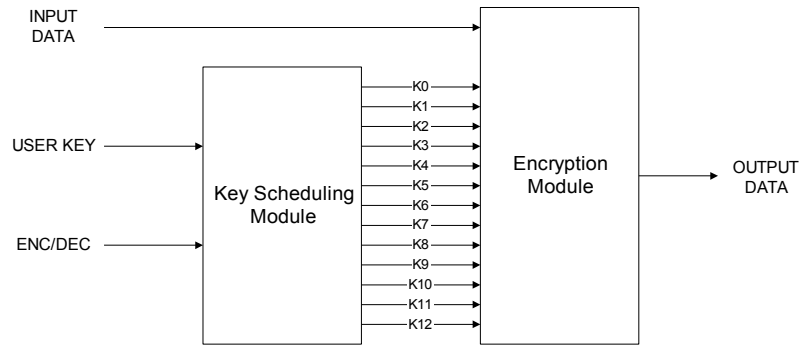 INPUT
DATA
USER KEY
ENC/DEC
Key Scheduling
Module
K0
K1
K2
K3
K4
K5
K6
K7
K8
K9
K10
K11
K12
Encryption
Module
OUTPUT
DATA